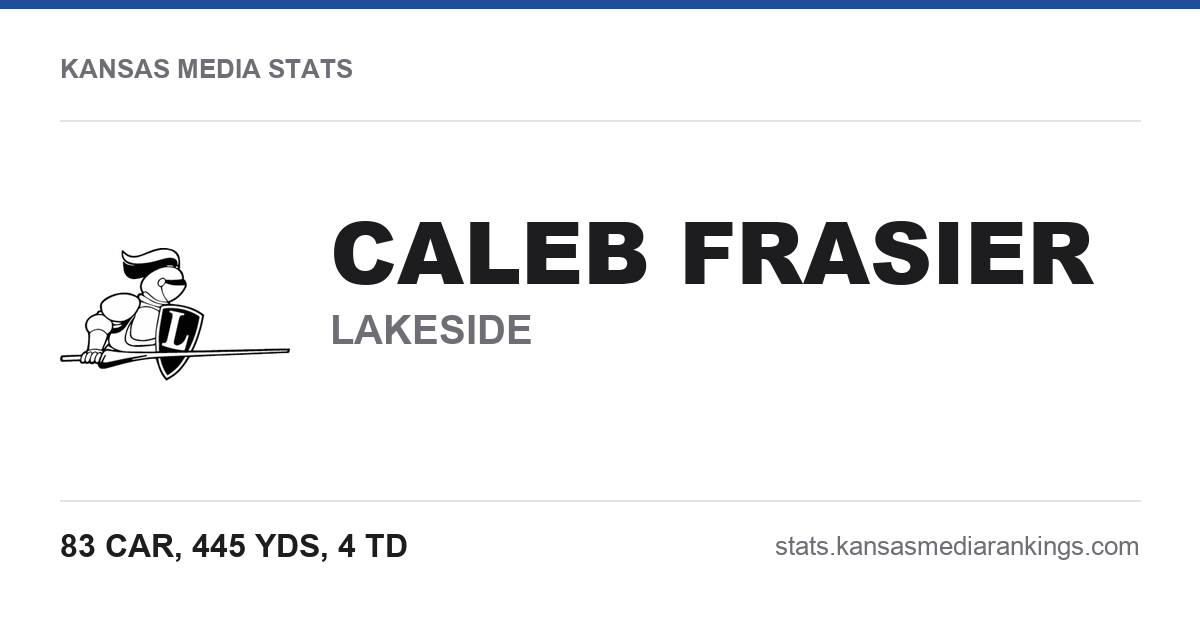 KANSAS MEDIA STATS
CALEB FRASIER
LAKESIDE
L
83 CAR, 445 YDS, 4 TD
stats.kansasmediarankings.com